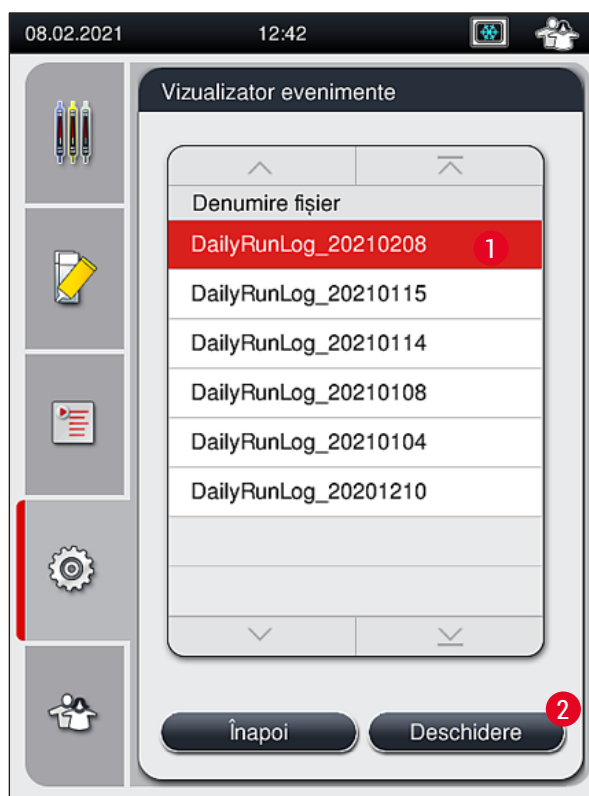 08.02.2021 12:42
Vizualizator evenimente
Denumire fișier
DailyRunLog_20210208 1
DailyRunLog_20210115
DailyRunLog_20210114
DailyRunLog_20210108
DailyRunLog_20210104
DailyRunLog_20201210
Înapoi Deschidere 2